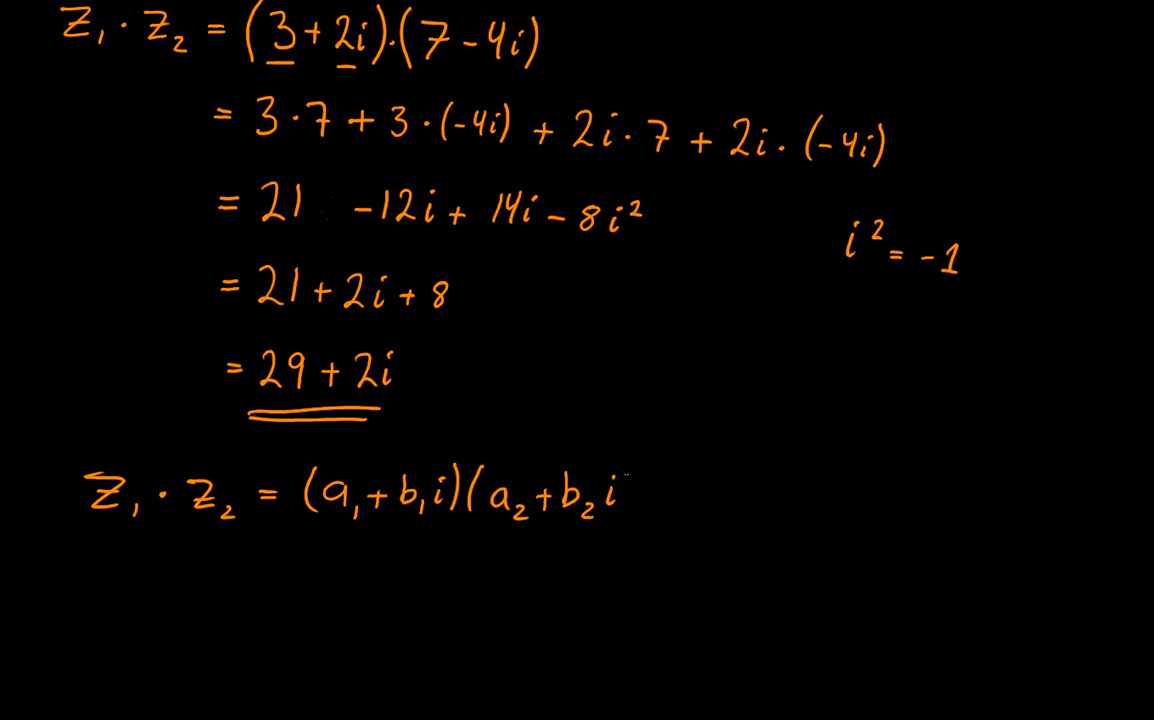 z₁ · z₂ = (3 + 2i)·(7 - 4i)
= 3 · 7 + 3 · (-4i) + 2i · 7 + 2i · (-4i)
= 21 - 12i + 14i - 8i²
i² = -1
= 21 + 2i + 8
= 29 + 2i
z₁ · z₂ = (a₁ + b₁i)(a₂ + b₂i